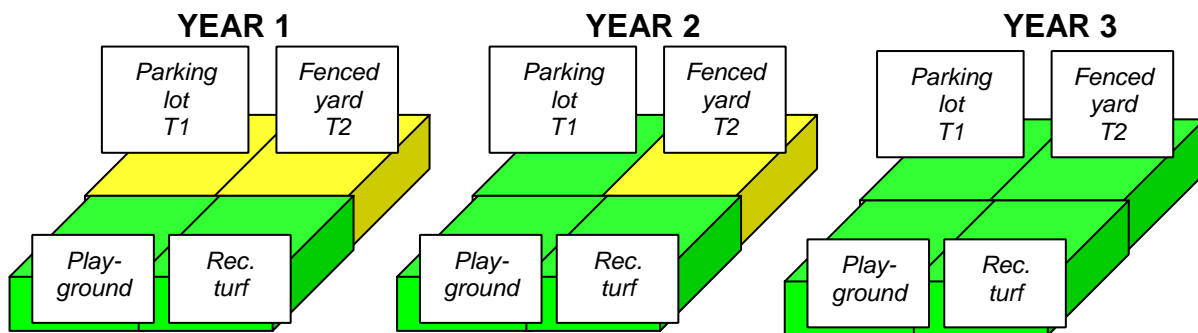 YEAR 1
Parking
lot
T1
Fenced
yard
T2
Play-
ground
Rec.
turf
YEAR 2
Parking
lot
T1
Fenced
yard
T2
Play-
ground
Rec.
turf
YEAR 3
Parking
lot
T1
Fenced
yard
T2
Play-
ground
Rec.
turf